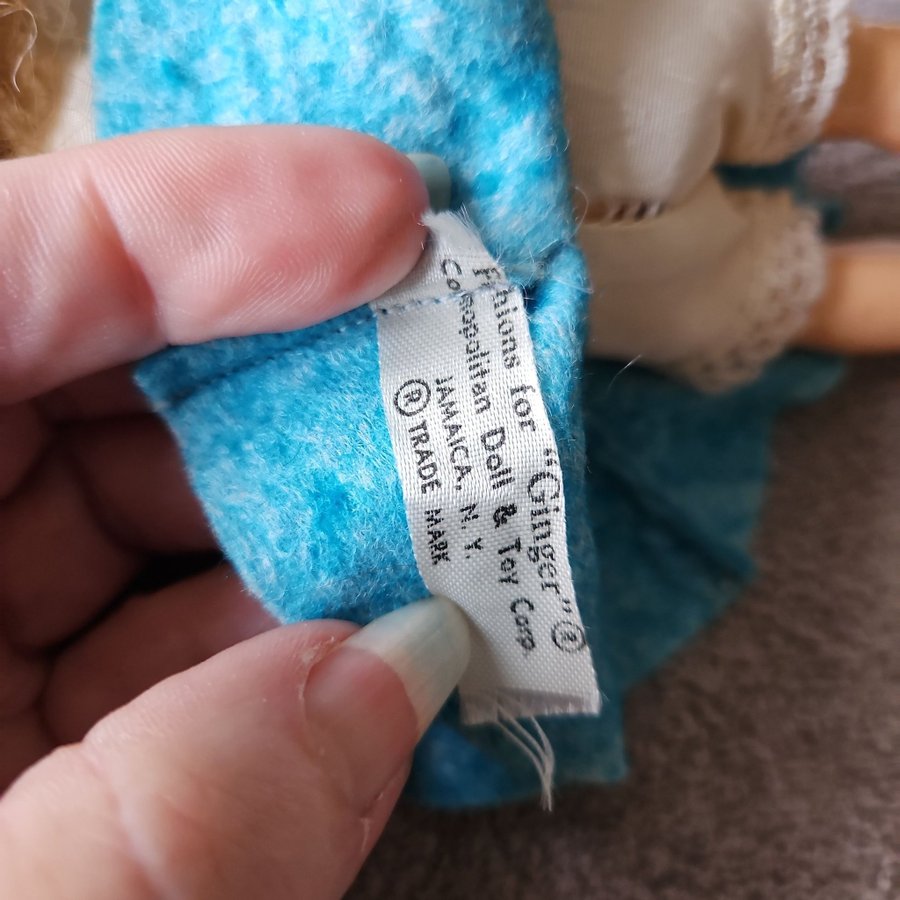 Fashions for "Ginger"®
Cosmopolitan Doll & Toy Corp.
JAMAICA, N. Y.
® TRADE MARK